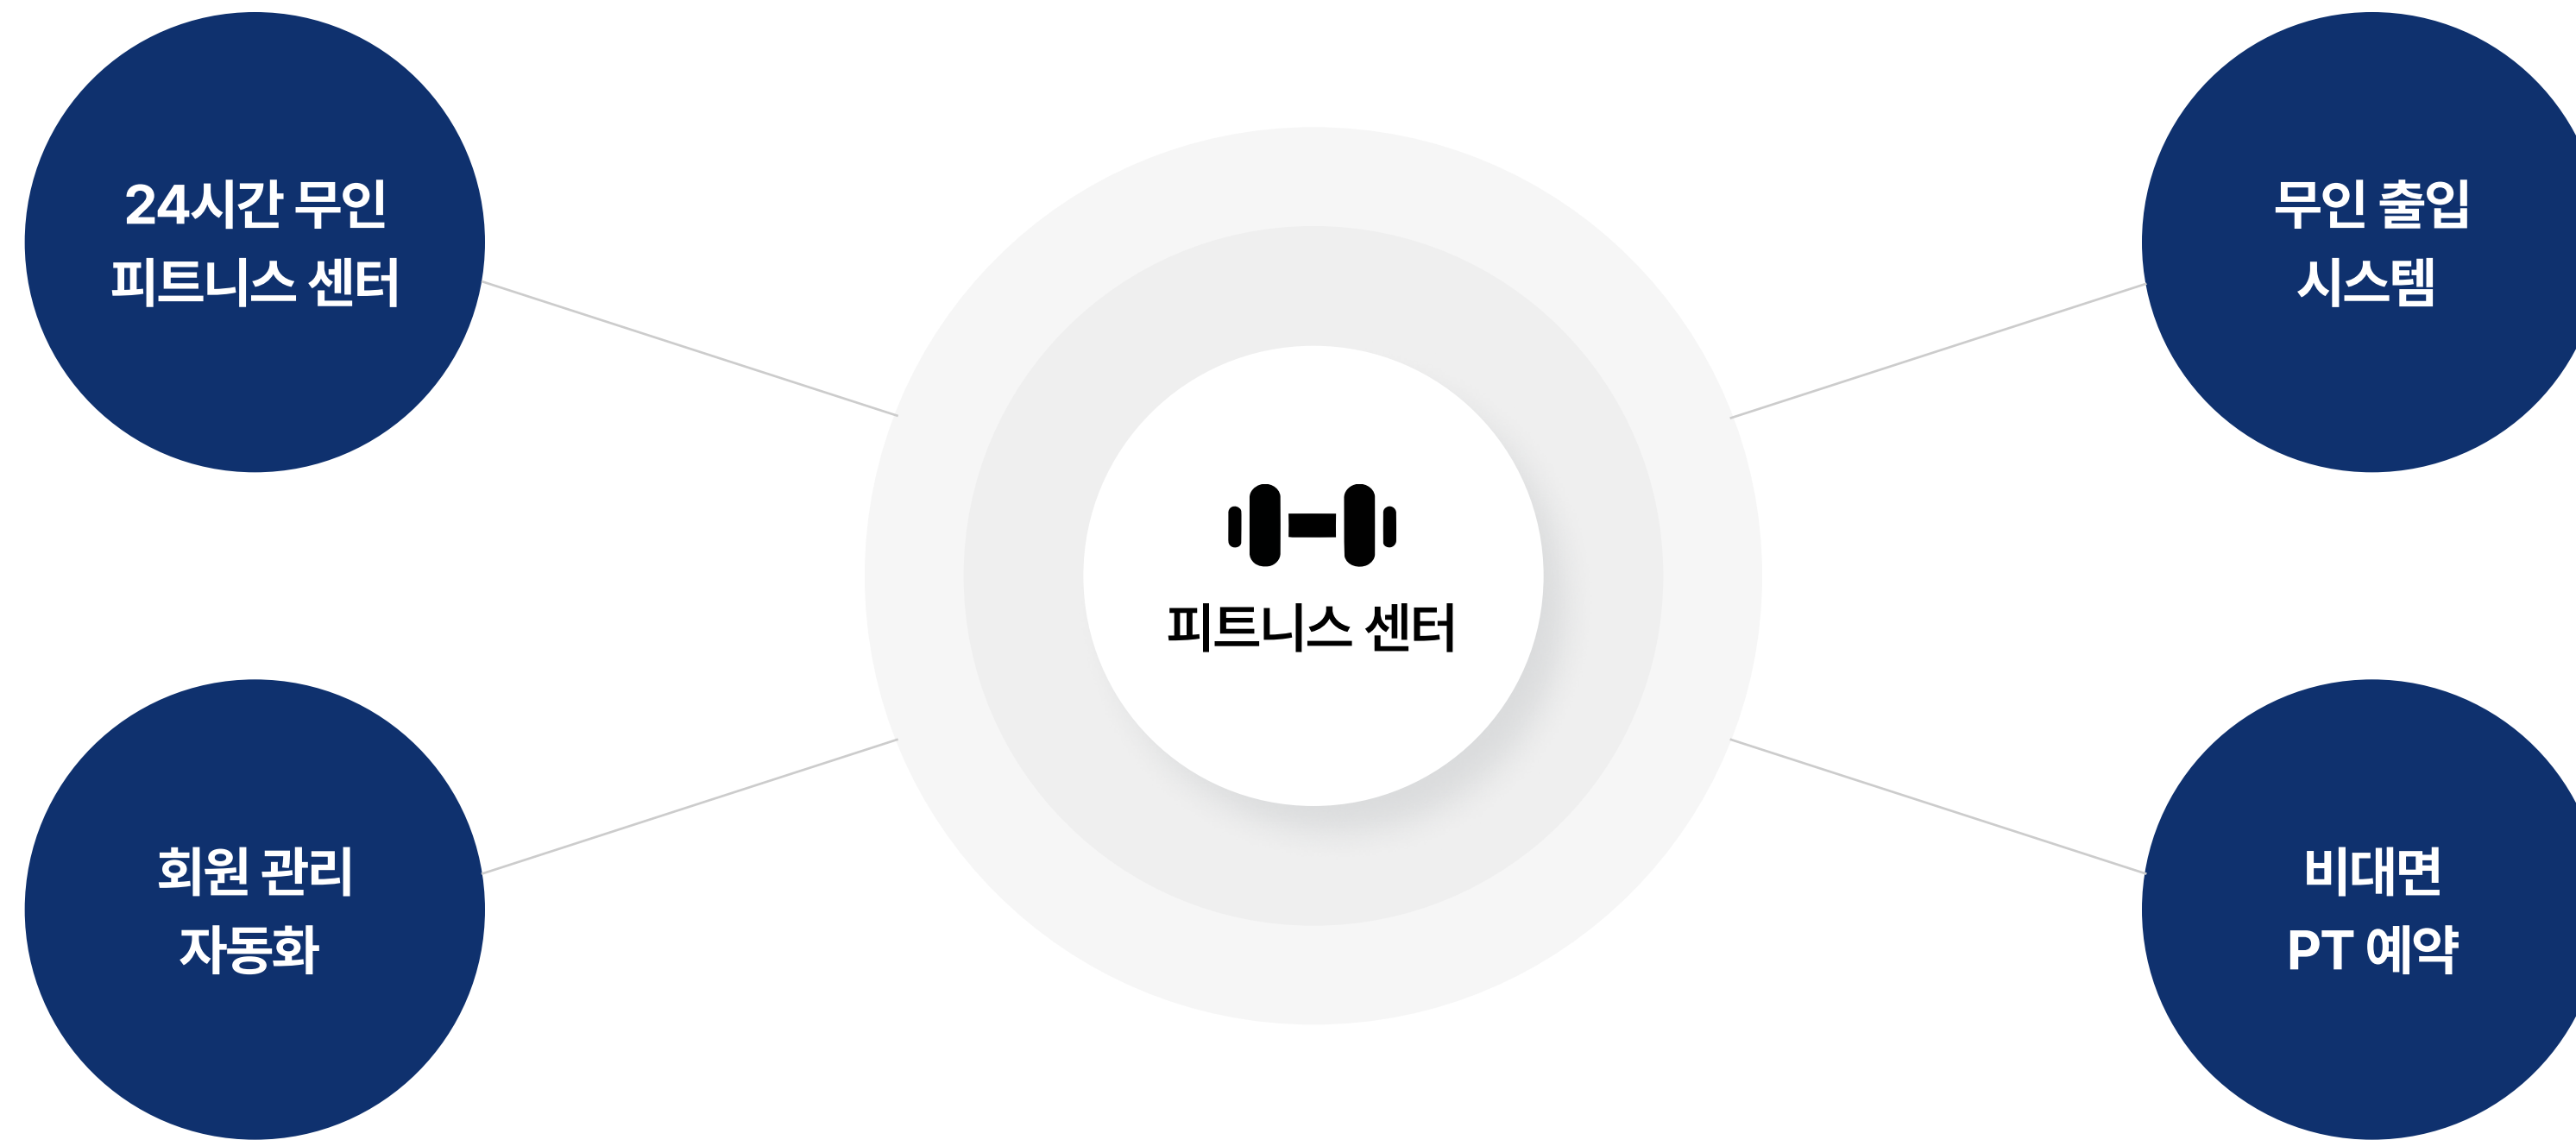 24시간 무인
피트니스 센터
무인 출입
시스템
피트니스 센터
회원 관리
자동화
비대면
PT 예약